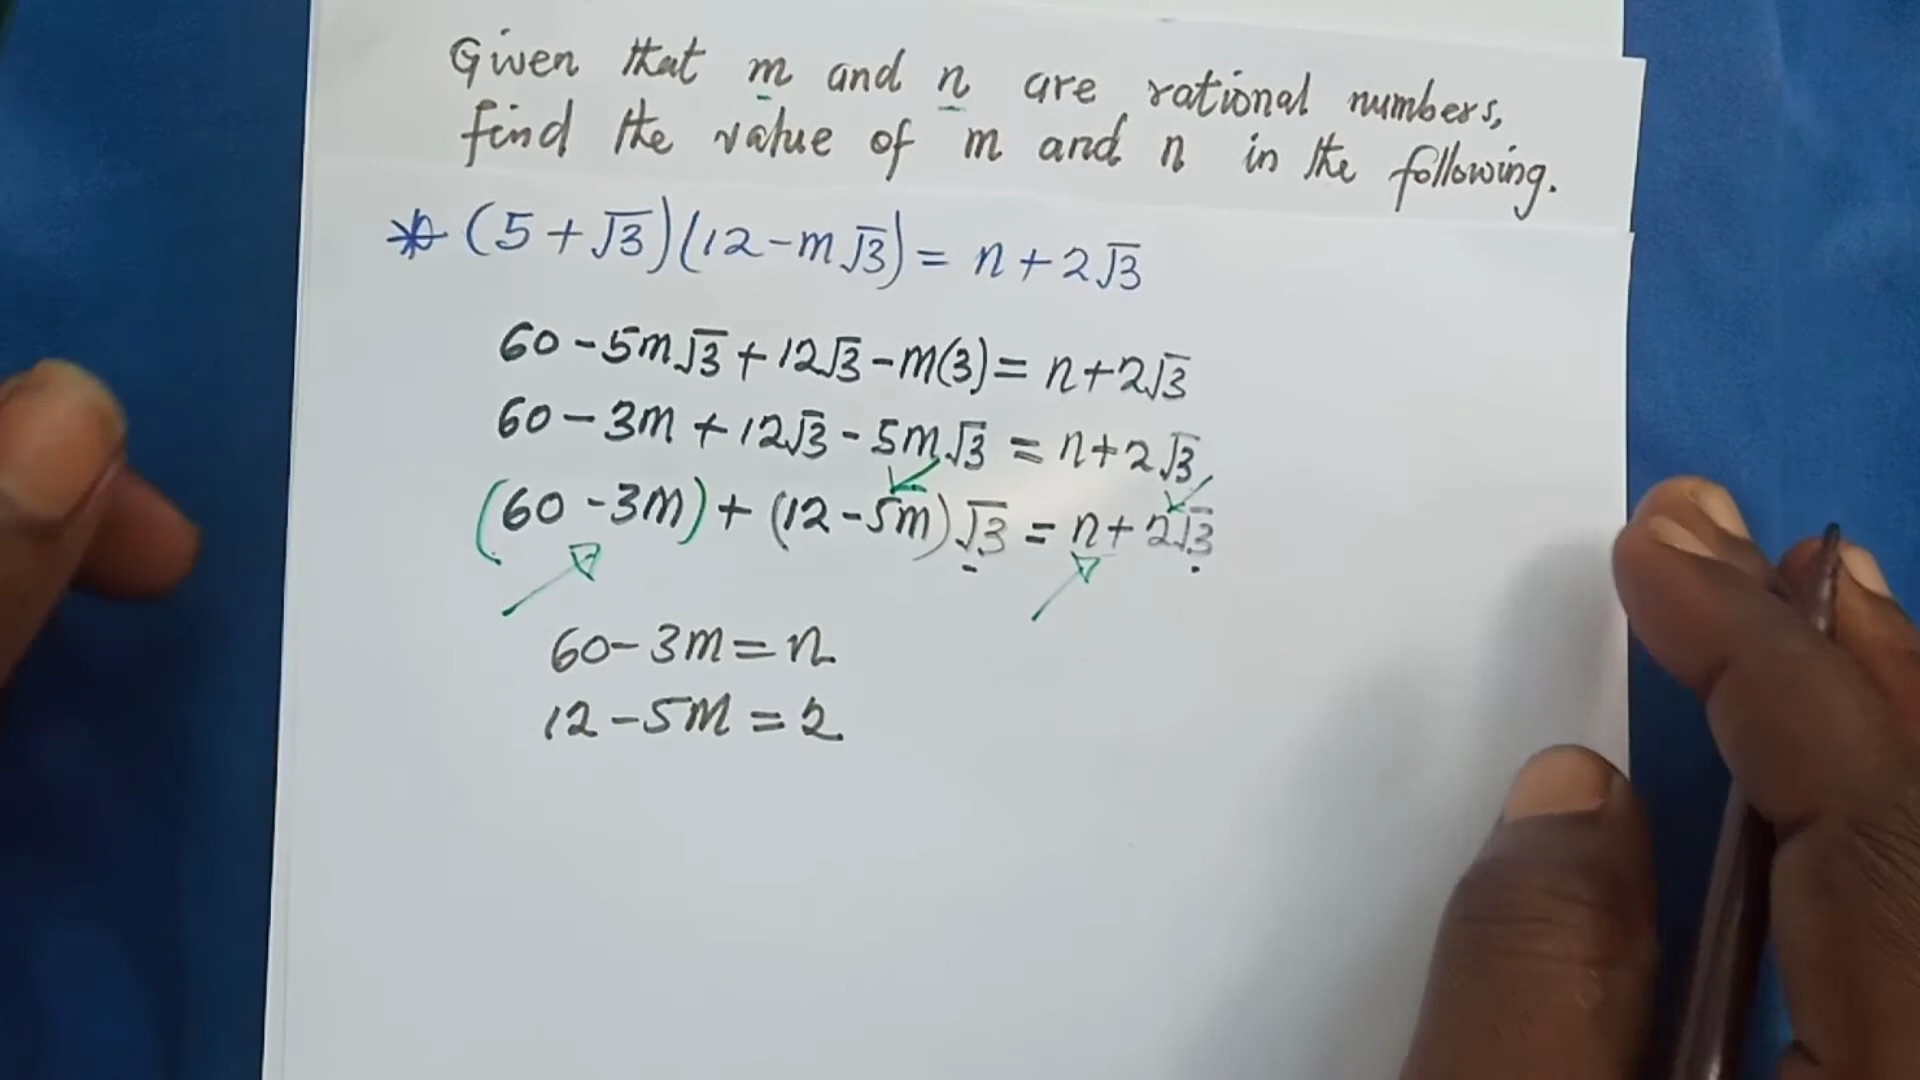 Given that m and n are rational numbers,
find the value of m and n in the following.
* (5+√3)(12-m√3) = n+2√3
60-5m√3+12√3-m(3) = n+2√3
60-3m+12√3-5m√3 = n+2√3
(60-3m)+(12-5m)√3 = n+2√3
60-3m=n
12-5m=2